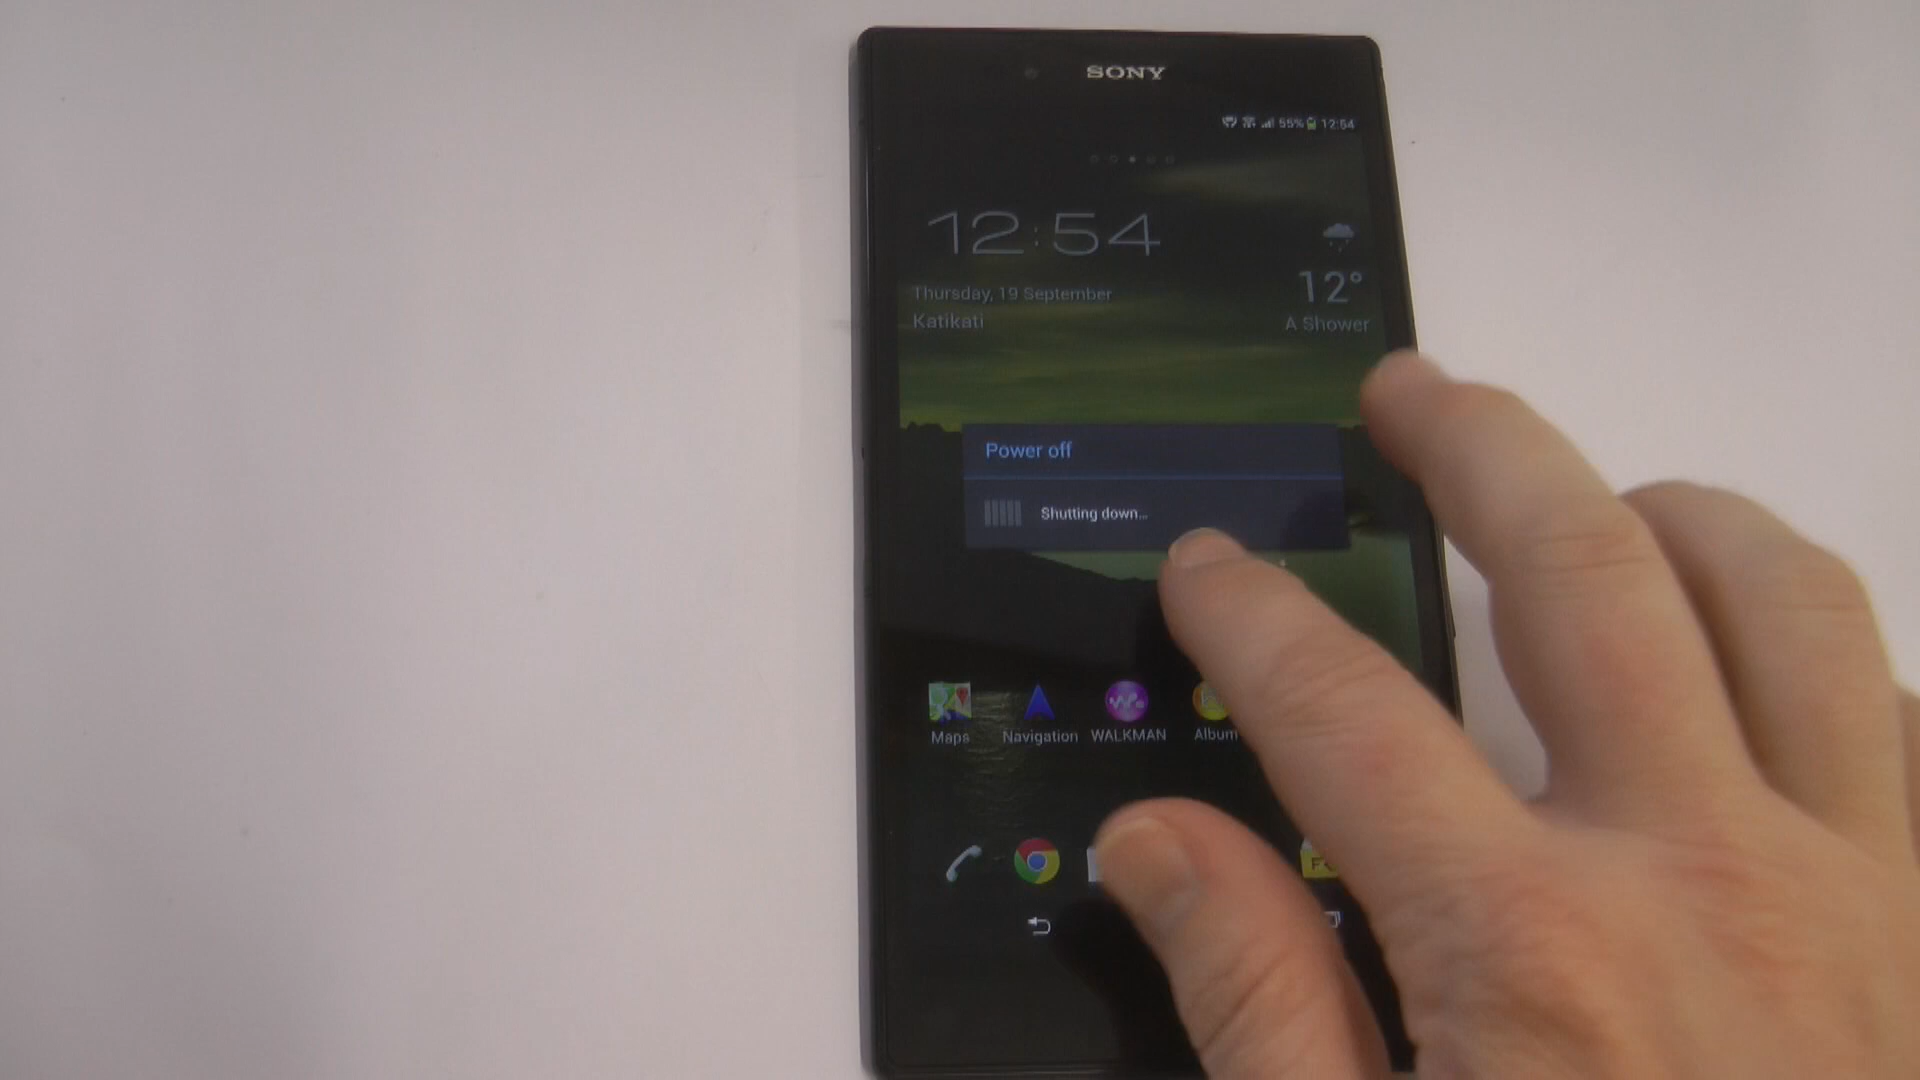 SONY
55% 12:54
12:54
Thursday, 19 September
Katikati
12°
A Shower
Power off
Shutting down...
Maps
Navigation
WALKMAN
Album